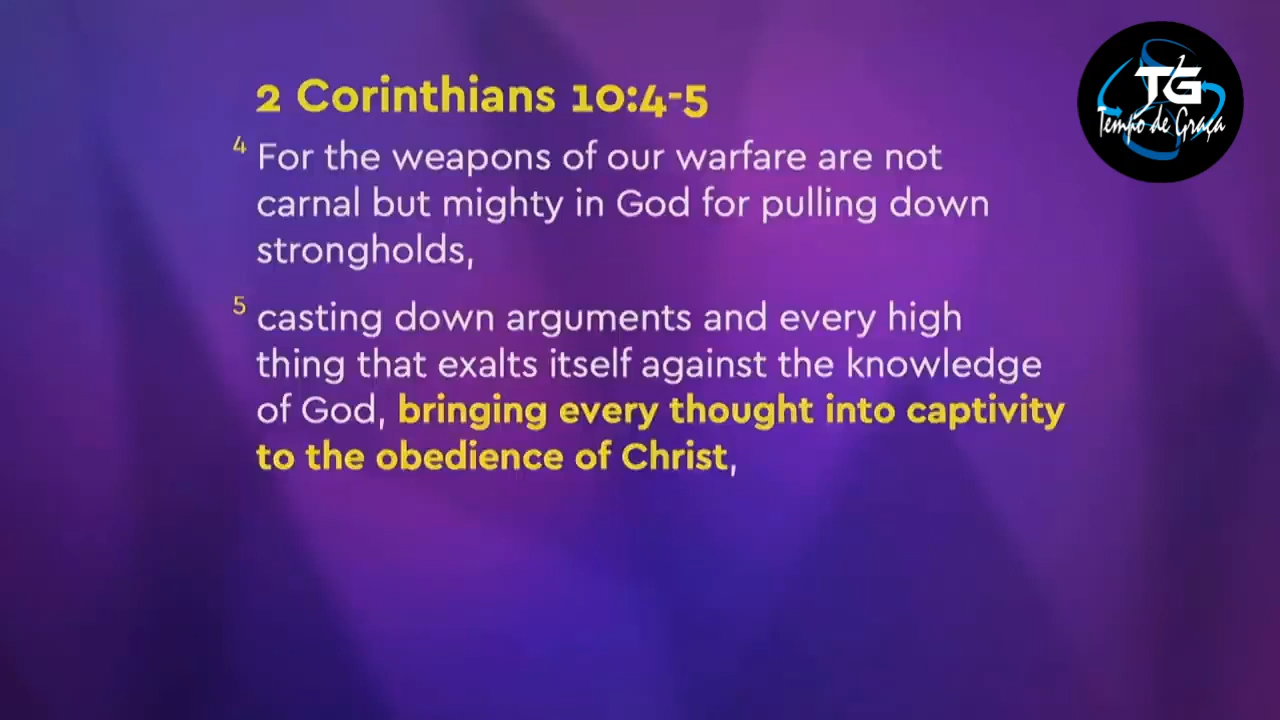 2 Corinthians 10:4-5
4 For the weapons of our warfare are not
carnal but mighty in God for pulling down
strongholds,
5 casting down arguments and every high
thing that exalts itself against the knowledge
of God, bringing every thought into captivity
to the obedience of Christ,
TG
Tempo de Graça